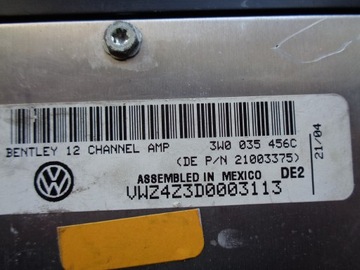 BENTLEY 12 CHANNEL AMP 3W0 035 456C
(DE P/N 21003375)
ASSEMBLED IN MEXICO DE2
VWZ4Z3D0003113
21/04